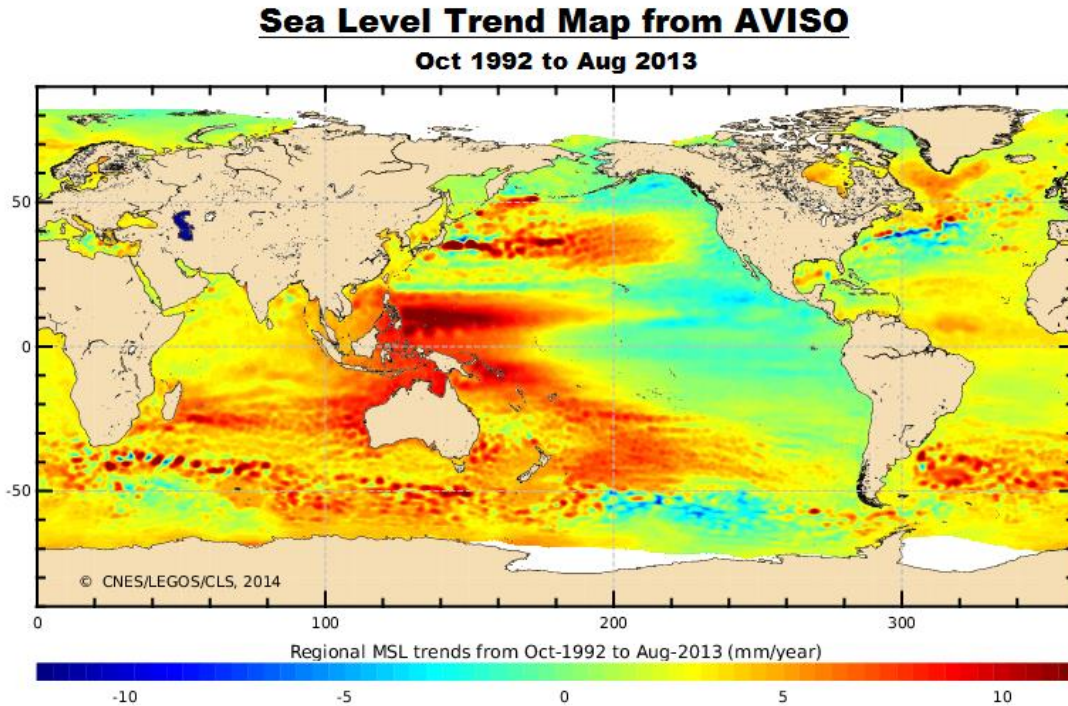 Sea Level Trend Map from AVISO
Oct 1992 to Aug 2013
50
0
-50
© CNES/LEGOS/CLS, 2014
0 100 200 300
Regional MSL trends from Oct-1992 to Aug-2013 (mm/year)
-10 -5 0 5 10